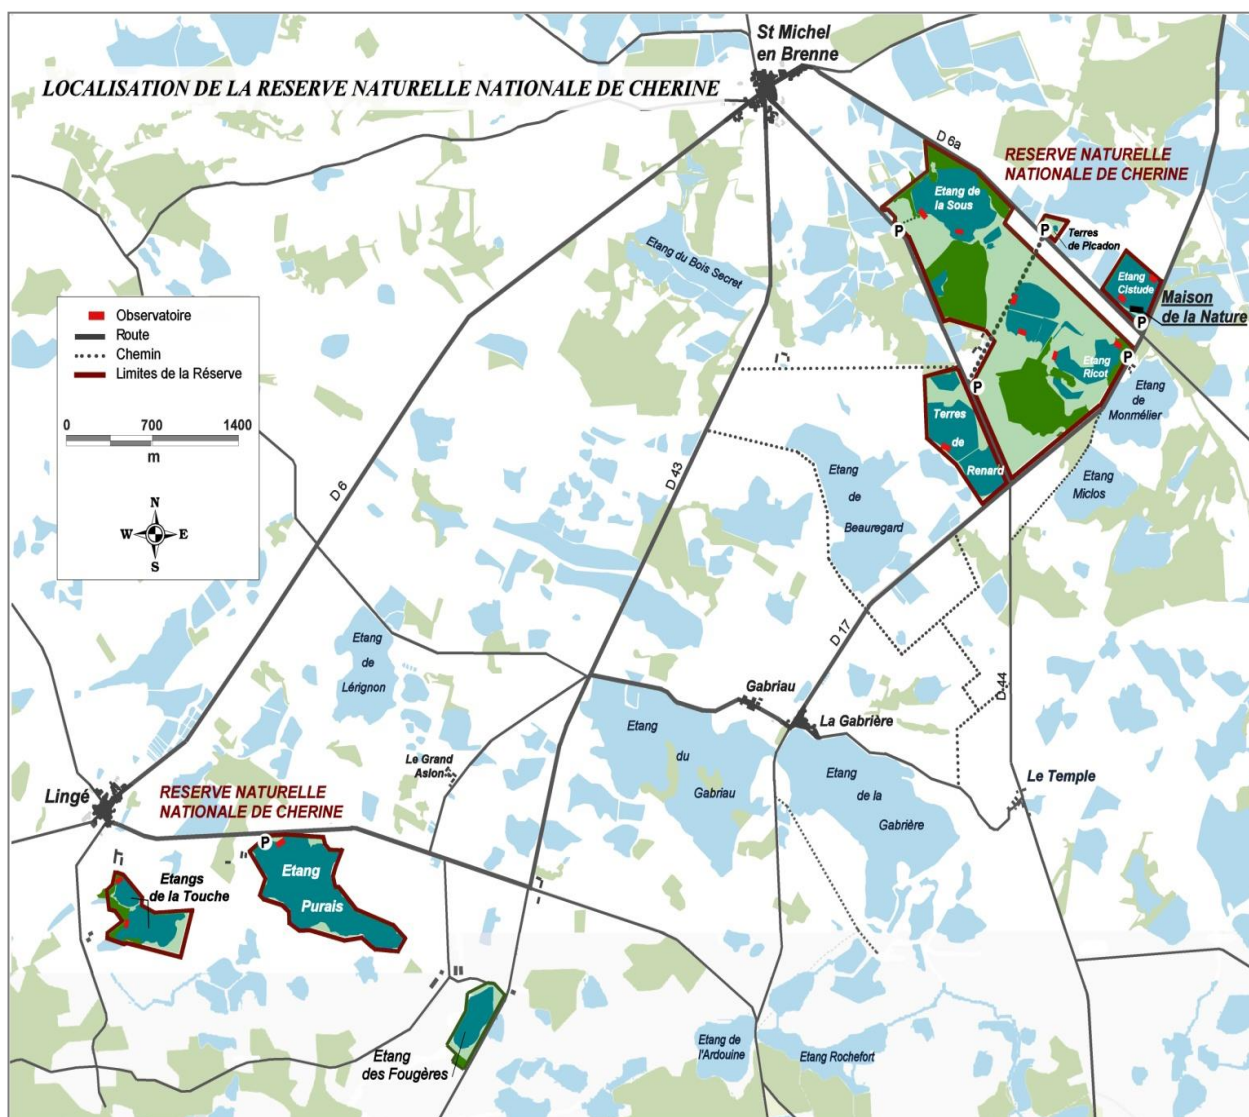 St Michel
en Brenne
LOCALISATION DE LA RESERVE NATURELLE NATIONALE DE CHERINE
D 6a
RESERVE NATURELLE
NATIONALE DE CHERINE
Etang de
la Sous
P
P
Terres
de Picadon
Etang du Bois Secret
Etang
Cistude
Maison
de la Nature
P
Observatoire
Route
Chemin
Limites de la Réserve
0 700 1400
m
N
W E
S
P
Etang
Ricot
P
Etang
de
Monmélier
Terres
de
Renard
D 43
D 6
Etang
de
Beauregard
Etang
Miclos
Etang
de
Lérignon
D 17
D 44
Gabriau
La Gabrière
Etang
du
Gabriau
Le Grand
Asion
Etang
de la
Gabrière
Le Temple
Lingé
RESERVE NATURELLE
NATIONALE DE CHERINE
P
Etang
Purais
Etangs
de la Touche
Etang
des Fougères
Etang de
l'Ardouine
Etang Rochefort